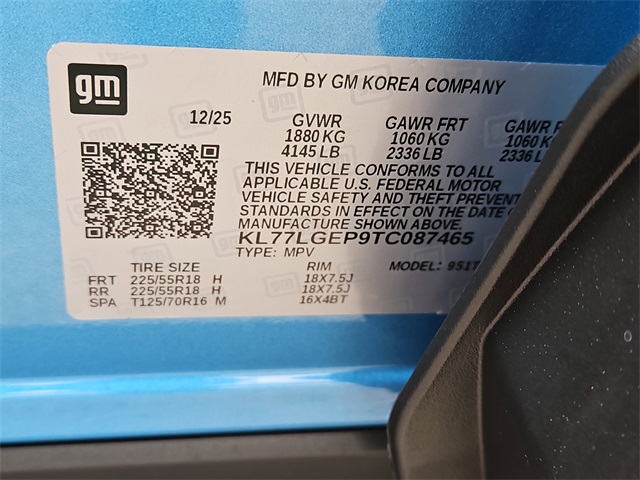 gm
MFD BY GM KOREA COMPANY
12/25 GVWR GAWR FRT GAWR
1880 KG 1060 KG 1060 KG
4145 LB 2336 LB 2336 LB
THIS VEHICLE CONFORMS TO ALL
APPLICABLE U.S. FEDERAL MOTOR
VEHICLE SAFETY AND THEFT PREVENT
STANDARDS IN EFFECT ON THE DATE
MANUFACTURE SHOWN ABOVE.
KL77LGEP9TC087465
TYPE: MPV MODEL: 951T
TIRE SIZE RIM
FRT 225/55R18 H 18X7.5J
RR 225/55R18 H 18X7.5J
SPA T125/70R16 M 16X4BT